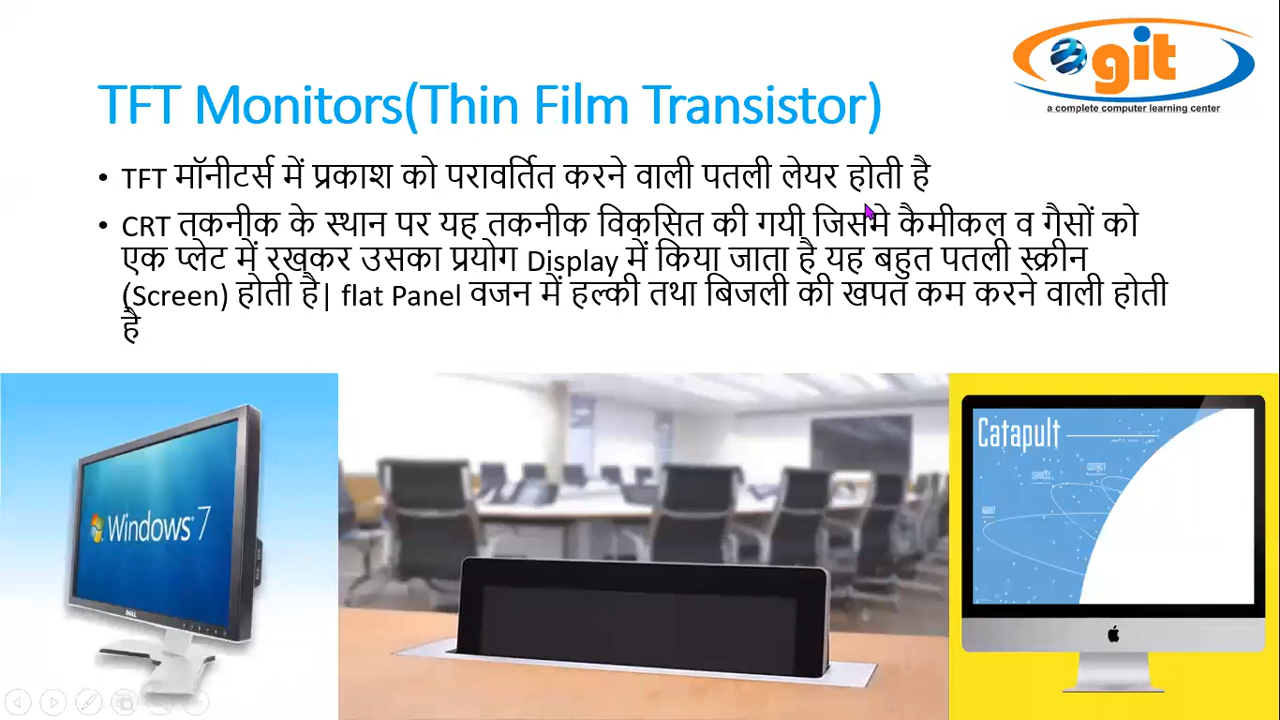 egit
a complete computer learning center
TFT Monitors(Thin Film Transistor)
• TFT मॉनीटर्स में प्रकाश को परावर्तित करने वाली पतली लेयर होती है
• CRT तकनीक के स्थान पर यह तकनीक विकसित की गयी जिसमे कैमीकल व गैसों को
एक प्लेट में रखकर उसका प्रयोग Display में किया जाता है यह बहुत पतली स्क्रीन
(Screen) होती है| flat Panel वजन में हल्की तथा बिजली की खपत कम करने वाली होती
है
Windows 7
DELL
Catapult